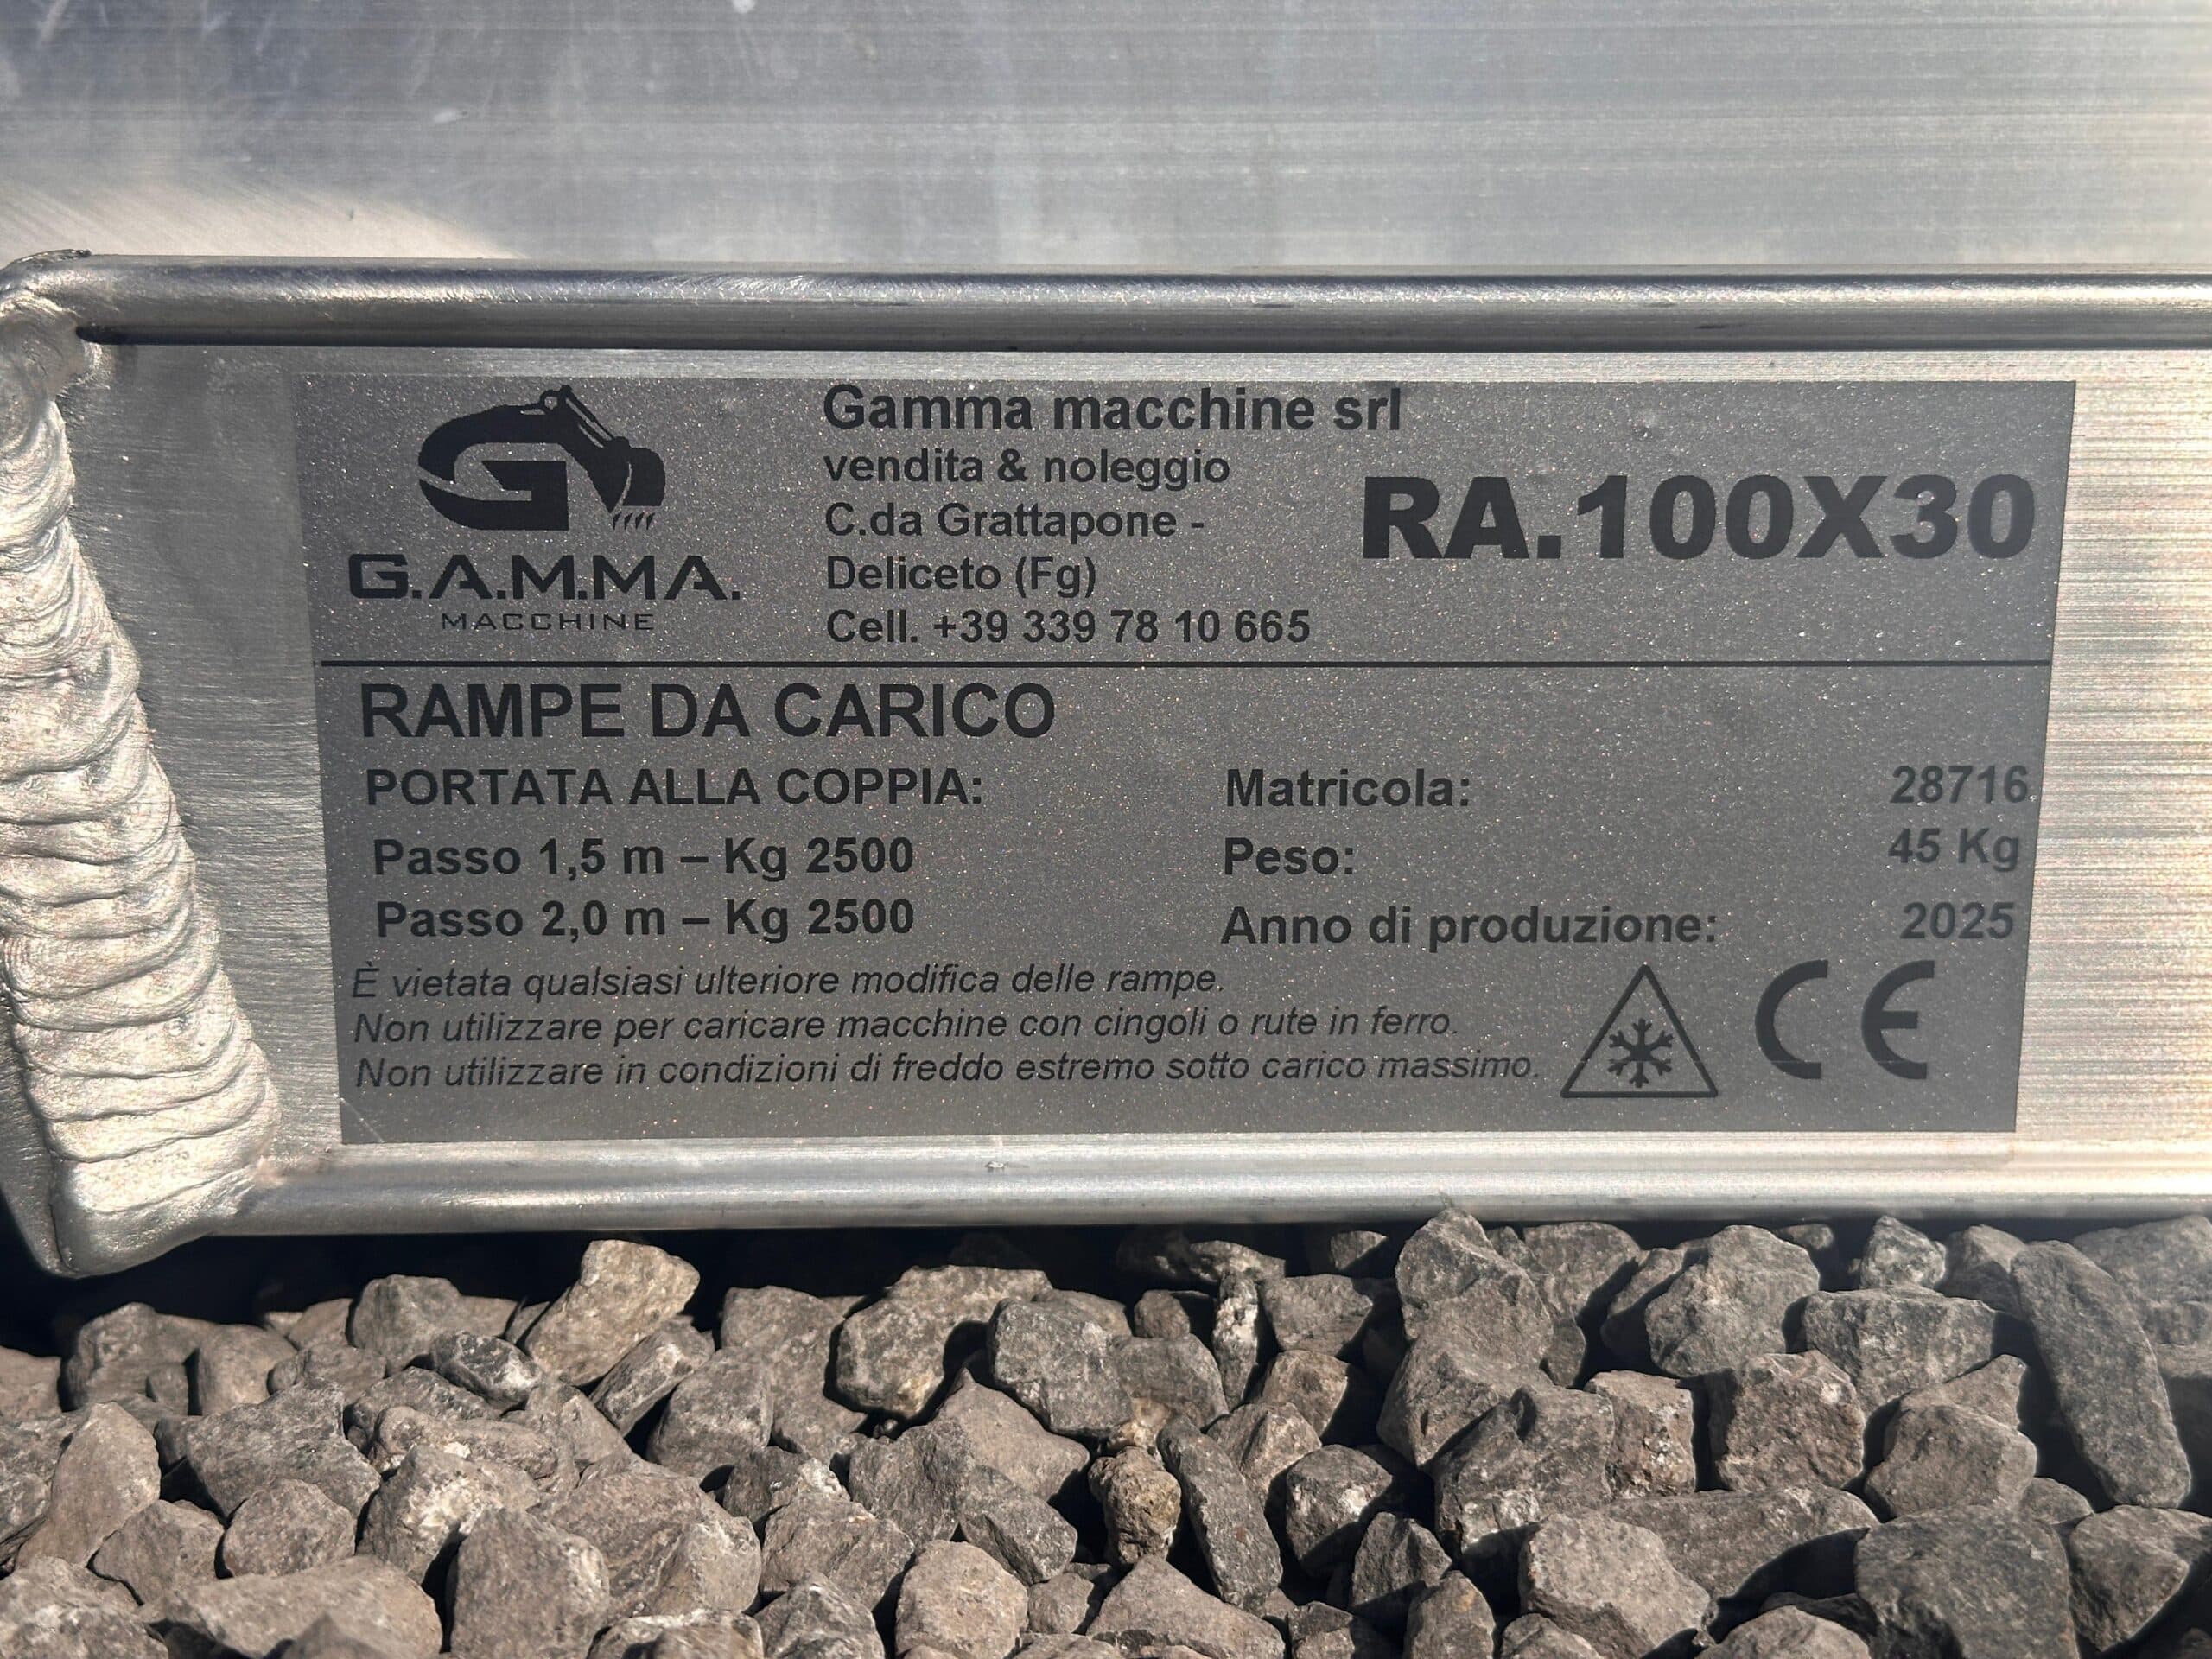 G.A.M.MA.
MACCHINE
Gamma macchine srl
vendita & noleggio
C.da Grattapone -
Deliceto (Fg)
Cell. +39 339 78 10 665
RA.100X30
RAMPE DA CARICO
PORTATA ALLA COPPIA:
Passo 1,5 m – Kg 2500
Passo 2,0 m – Kg 2500
Matricola: 28716
Peso: 45 Kg
Anno di produzione: 2025
È vietata qualsiasi ulteriore modifica delle rampe.
Non utilizzare per caricare macchine con cingoli o rute in ferro.
Non utilizzare in condizioni di freddo estremo sotto carico massimo.
CE